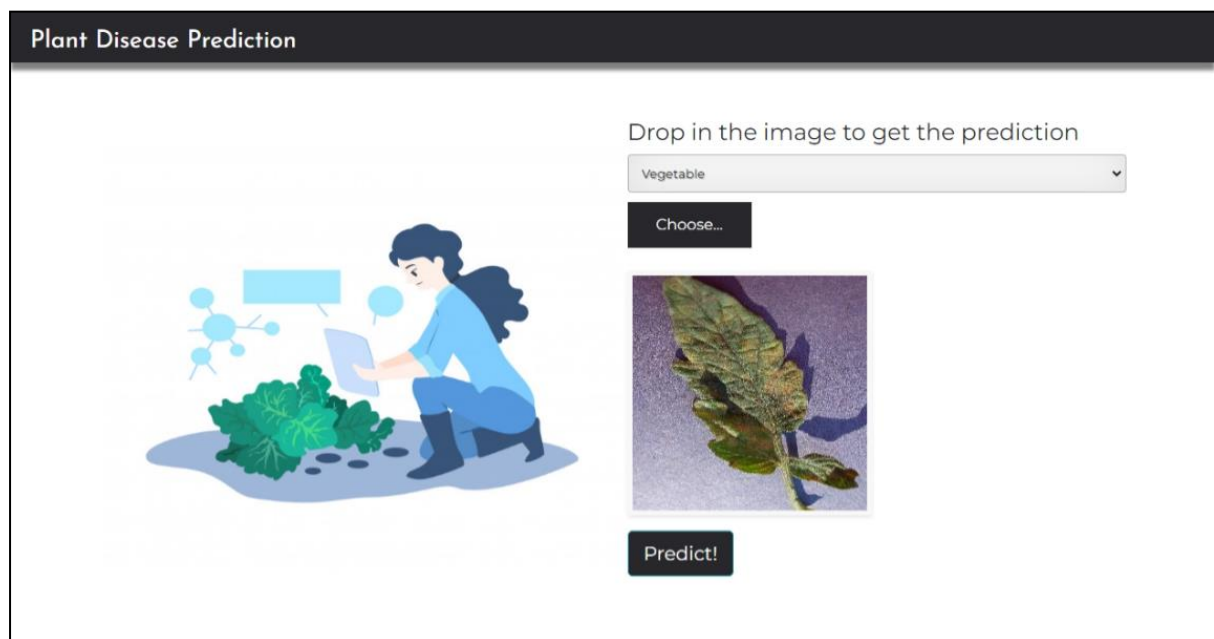 Plant Disease Prediction
Drop in the image to get the prediction
Vegetable
Choose...
Predict!